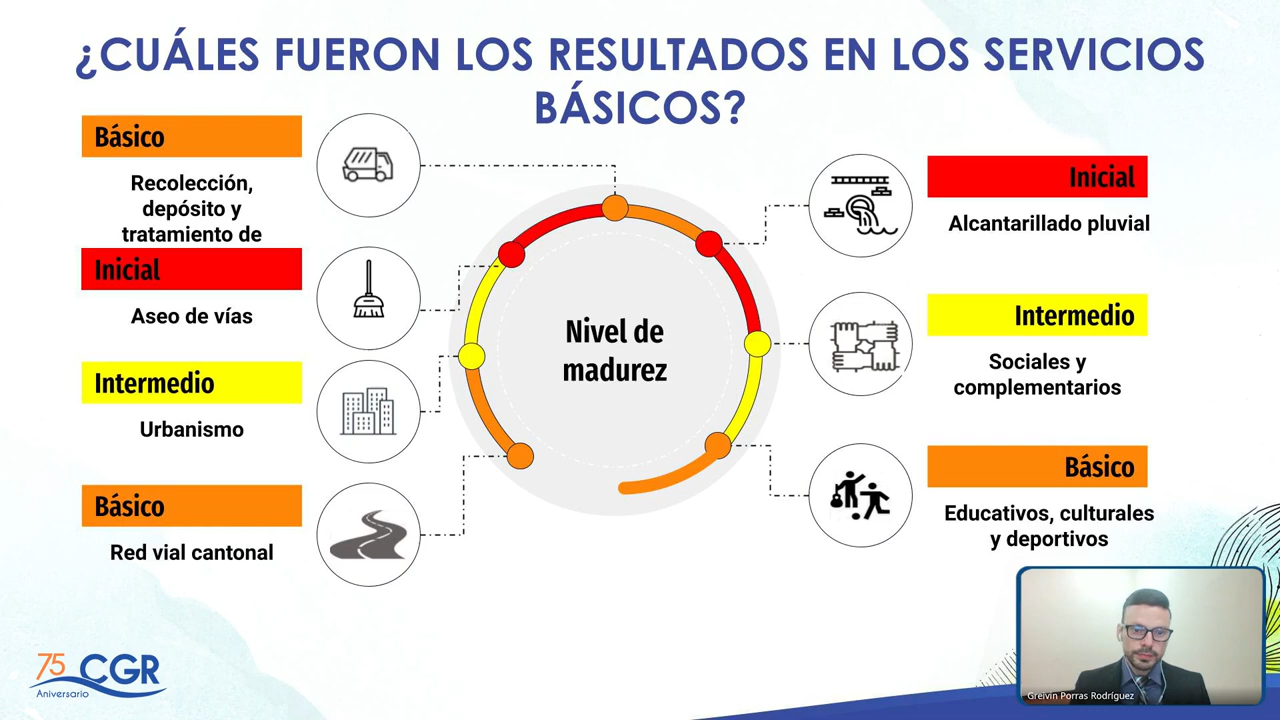 ¿CUÁLES FUERON LOS RESULTADOS EN LOS SERVICIOS
BÁSICOS?
Básico
Recolección,
depósito y
tratamiento de
Inicial
Aseo de vías
Intermedio
Urbanismo
Básico
Red vial cantonal
Nivel de
madurez
Inicial
Alcantarillado pluvial
Intermedio
Sociales y
complementarios
Básico
Educativos, culturales
y deportivos
75 CGR
Aniversario
Greivin Porras Rodríguez